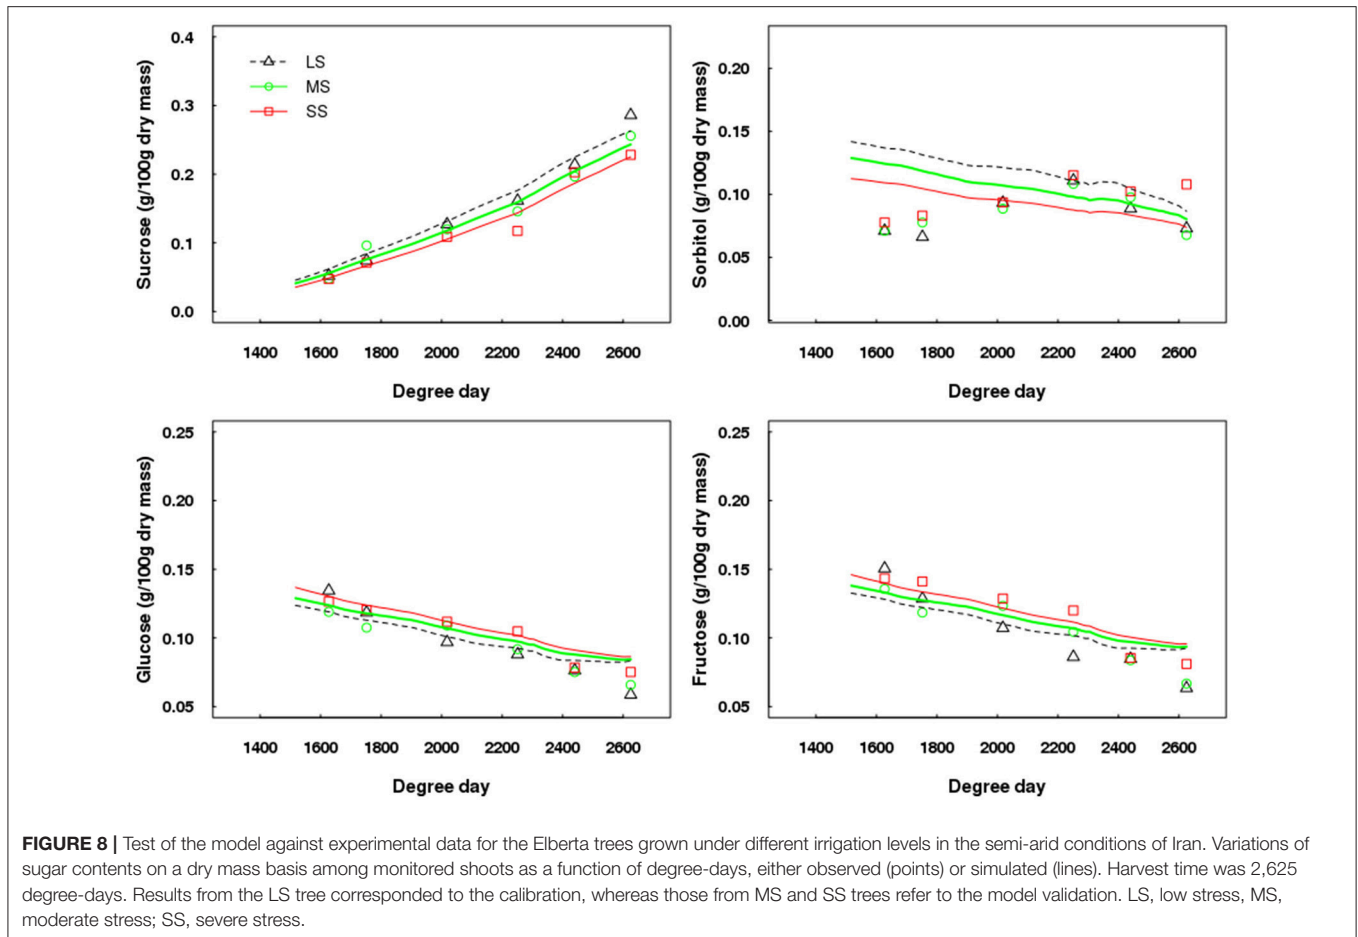 0.4
0.3
0.2
0.1
0.0
Sucrose (g/100g dry mass)
LS
MS
SS
1400 1600 1800 2000 2200 2400 2600
Degree day
0.20
0.15
0.10
0.05
0.00
Sorbitol (g/100g dry mass)
1400 1600 1800 2000 2200 2400 2600
Degree day
0.25
0.20
0.15
0.10
0.05
Glucose (g/100g dry mass)
1400 1600 1800 2000 2200 2400 2600
Degree day
0.25
0.20
0.15
0.10
0.05
Fructose (g/100g dry mass)
1400 1600 1800 2000 2200 2400 2600
Degree day
FIGURE 8 | Test of the model against experimental data for the Elberta trees grown under different irrigation levels in the semi-arid conditions of Iran. Variations of
sugar contents on a dry mass basis among monitored shoots as a function of degree-days, either observed (points) or simulated (lines). Harvest time was 2,625
degree-days. Results from the LS tree corresponded to the calibration, whereas those from MS and SS trees refer to the model validation. LS, low stress, MS,
moderate stress; SS, severe stress.